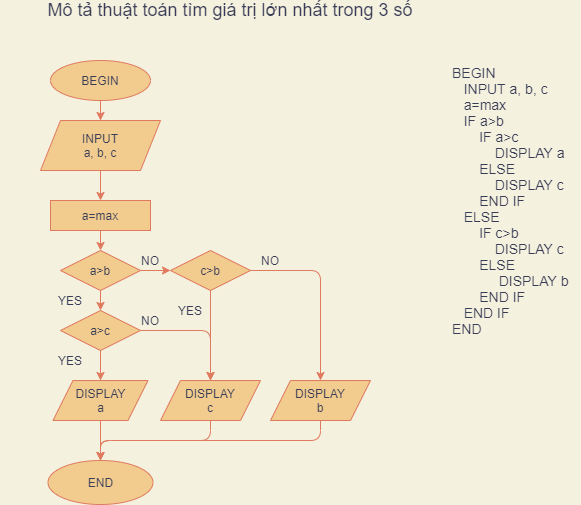 Mô tả thuật toán tìm giá trị lớn nhất trong 3 số
BEGIN
INPUT
a, b, c
a=max
a>b
NO
c>b
NO
YES
YES
a>c
NO
YES
DISPLAY
a
DISPLAY
c
DISPLAY
b
END
BEGIN
INPUT a, b, c
a=max
IF a>b
IF a>c
DISPLAY a
ELSE
DISPLAY c
END IF
ELSE
IF c>b
DISPLAY c
ELSE
DISPLAY b
END IF
END IF
END